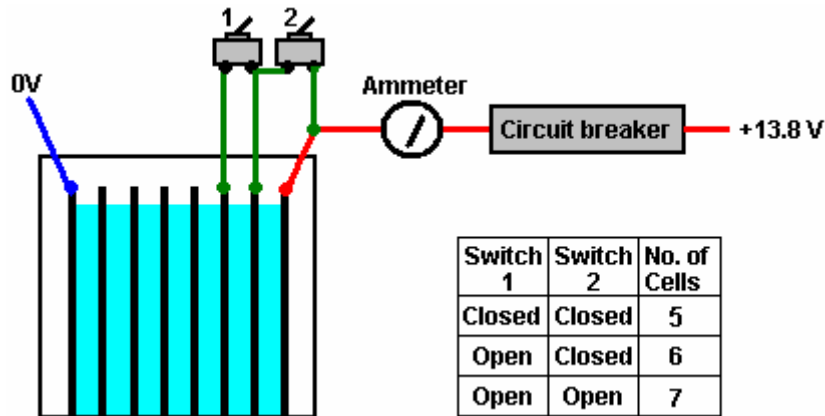 1 2
0V
Ammeter
Circuit breaker
+13.8 V
Switch 1 Switch 2 No. of Cells
Closed Closed 5
Open Closed 6
Open Open 7